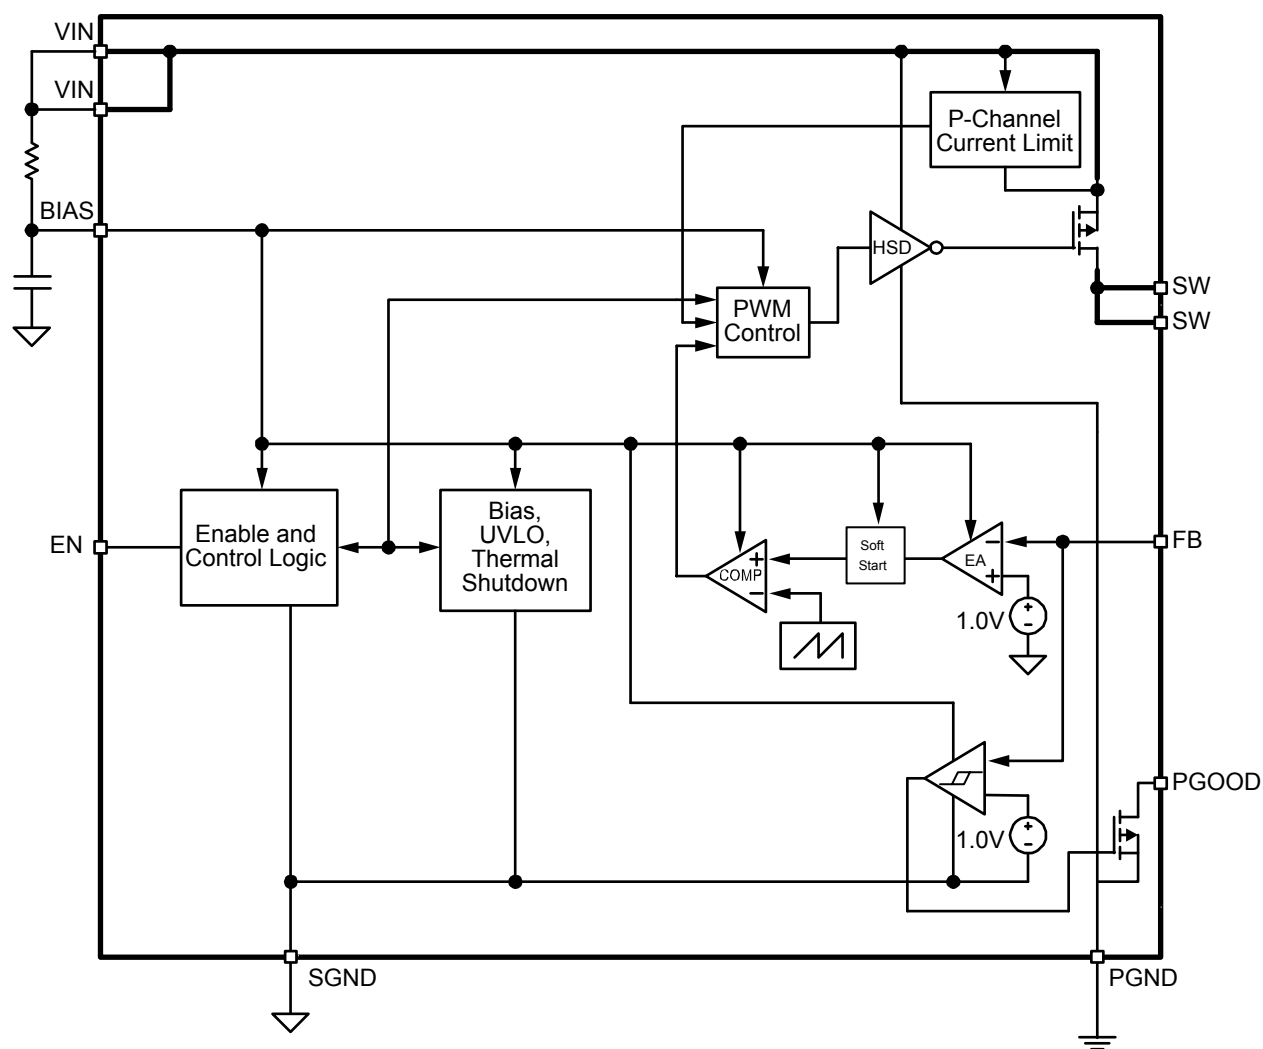 VIN
VIN
P-Channel
Current Limit
BIAS
HSD
SW
PWM
Control
SW
Enable and
Control Logic
Bias,
UVLO,
Thermal
Shutdown
EN
FB
Soft
Start
EA
−
+
COMP
+
−
1.0V
+
−
PGOOD
1.0V
+
−
SGND
PGND